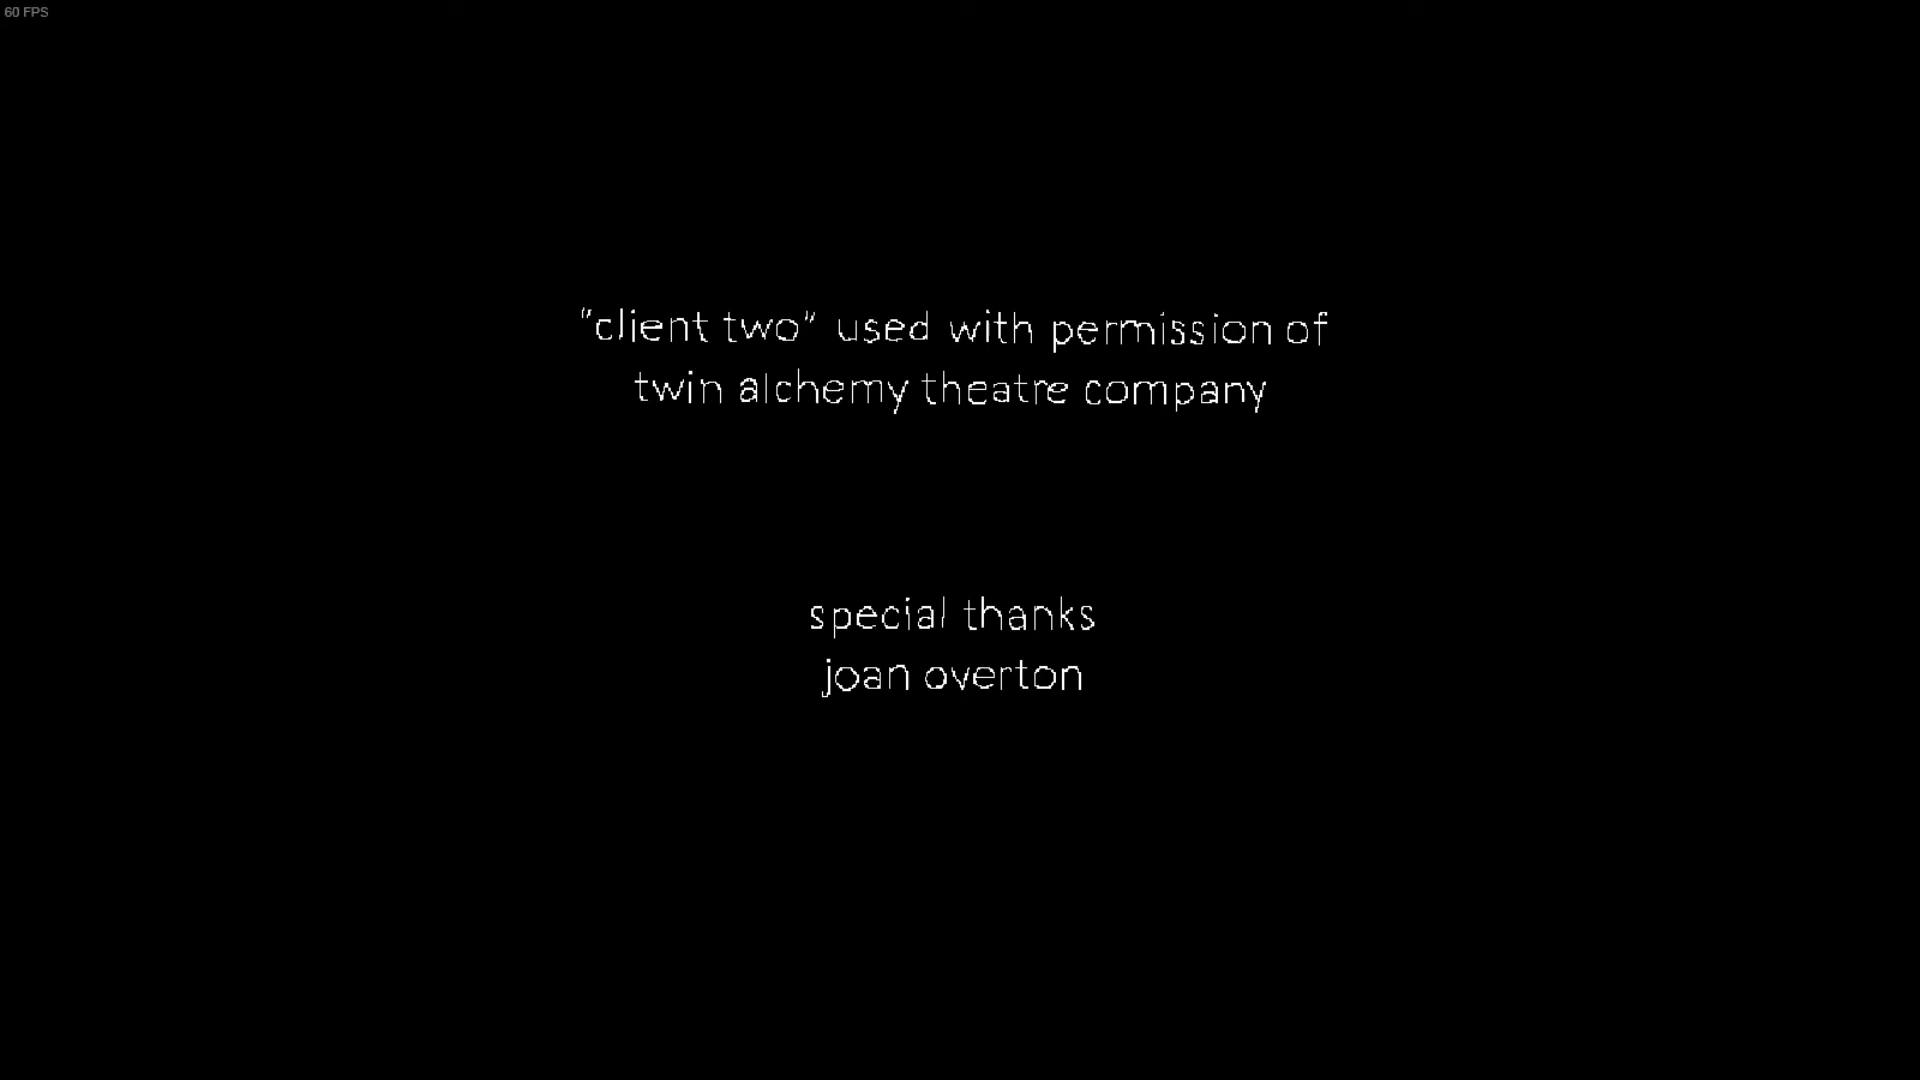 60 FPS
"client two" used with permission of
twin alchemy theatre company
special thanks
joan overton